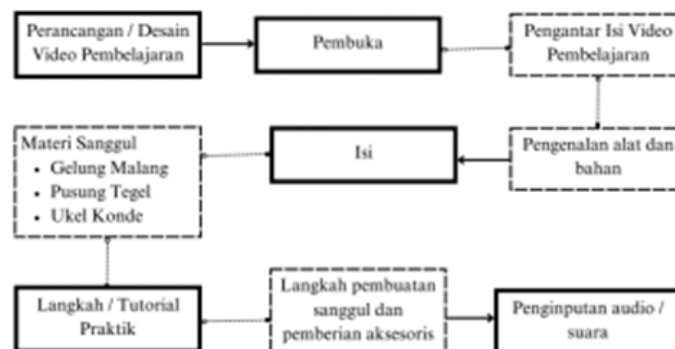 Perancangan / Desain
Video Pembelajaran
Pembuka
Pengantar Isi Video
Pembelajaran
Pengenalan alat dan
bahan
Isi
Materi Sanggul
• Gelung Malang
• Pusung Tegel
• Ukel Konde
Langkah / Tutorial
Praktik
Langkah pembuatan
sanggul dan
pemberian aksesoris
Penginputan audio /
suara